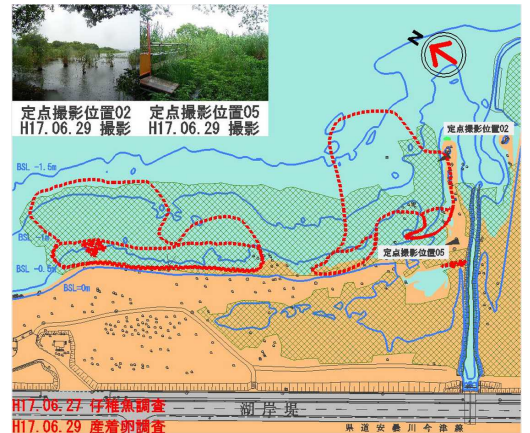 定点撮影位置02
H17.06.29 撮影
定点撮影位置05
H17.06.29 撮影
N
定点撮影位置02
BSL -1.5m
BSL -1m
定点撮影位置05
BSL -0.5m
BSL=0m
H17.06.27 仔稚魚調査
湖岸堤
H17.06.29 産着卵調査
県道安曇川今津線